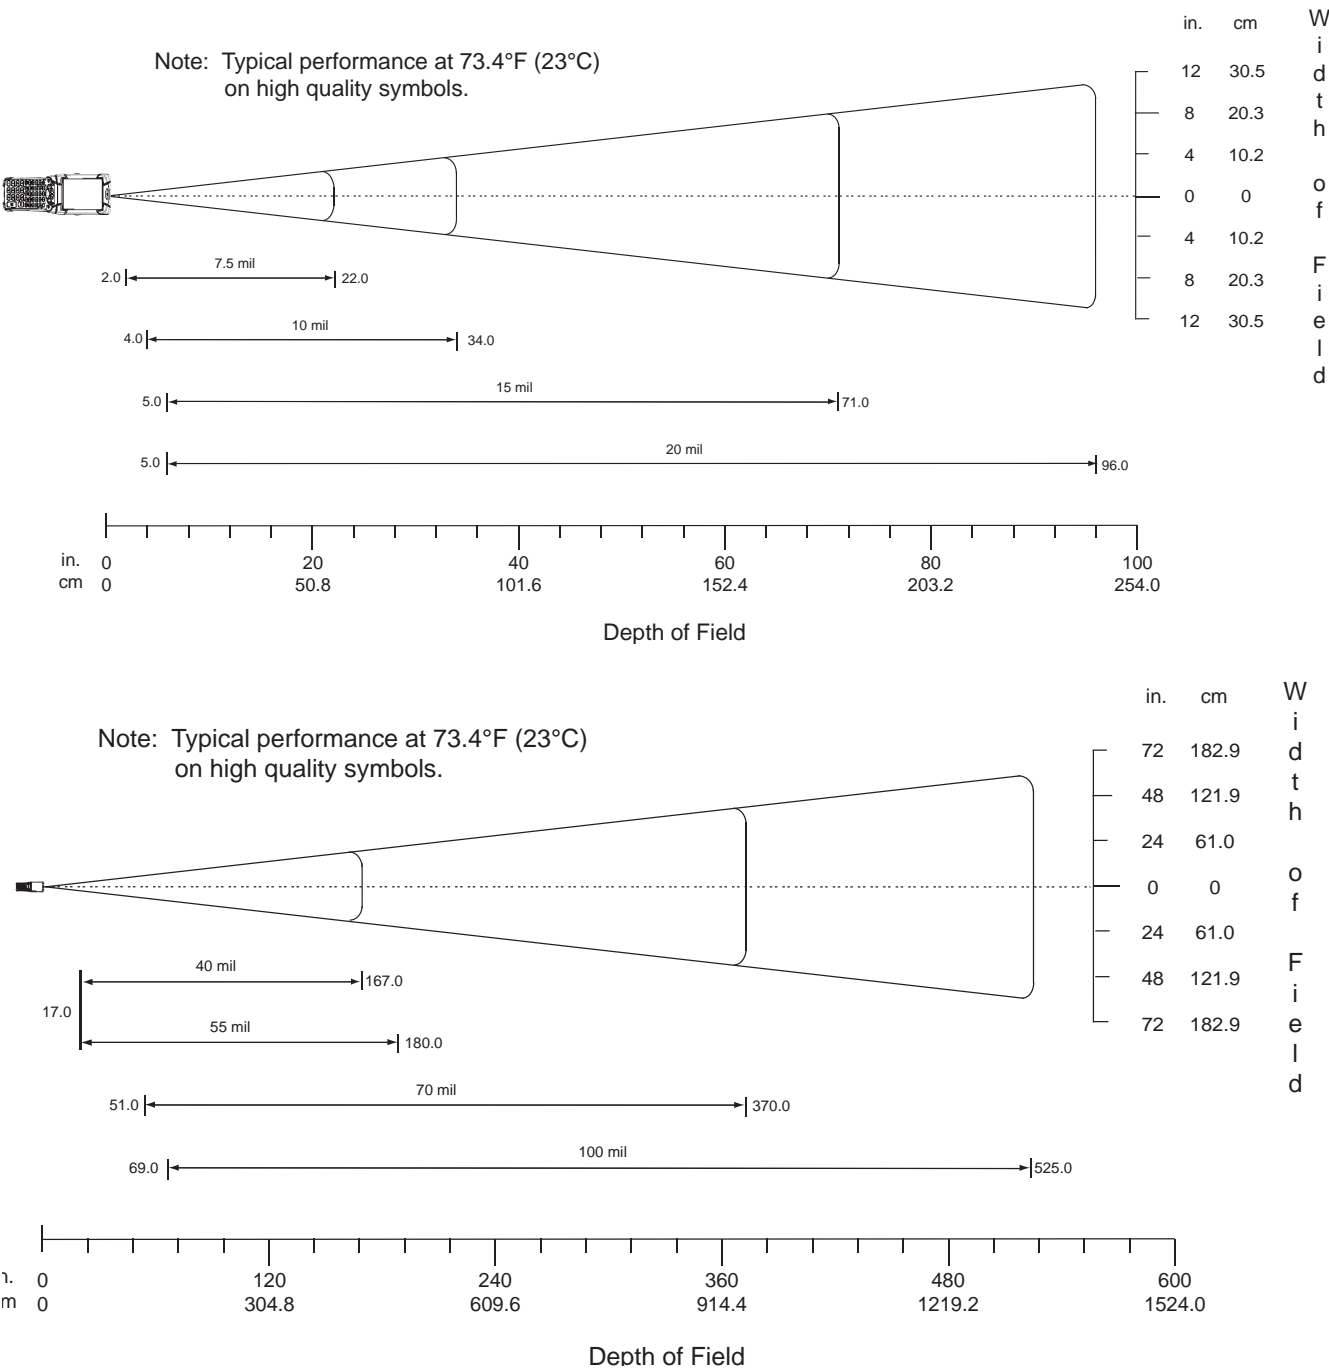 in. cm
Note: Typical performance at 73.4°F (23°C)
on high quality symbols.
12 30.5
8 20.3
4 10.2
0 0
4 10.2
8 20.3
12 30.5
Width of Field
2.0 7.5 mil 22.0
4.0 10 mil 34.0
5.0 15 mil 71.0
5.0 20 mil 96.0
in. 0 20 40 60 80 100
cm 0 50.8 101.6 152.4 203.2 254.0
Depth of Field
in. cm
Note: Typical performance at 73.4°F (23°C)
on high quality symbols.
72 182.9
48 121.9
24 61.0
0 0
24 61.0
48 121.9
72 182.9
Width of Field
40 mil 167.0
17.0
55 mil 180.0
51.0 70 mil 370.0
69.0 100 mil 525.0
n. 0 120 240 360 480 600
m 0 304.8 609.6 914.4 1219.2 1524.0
Depth of Field